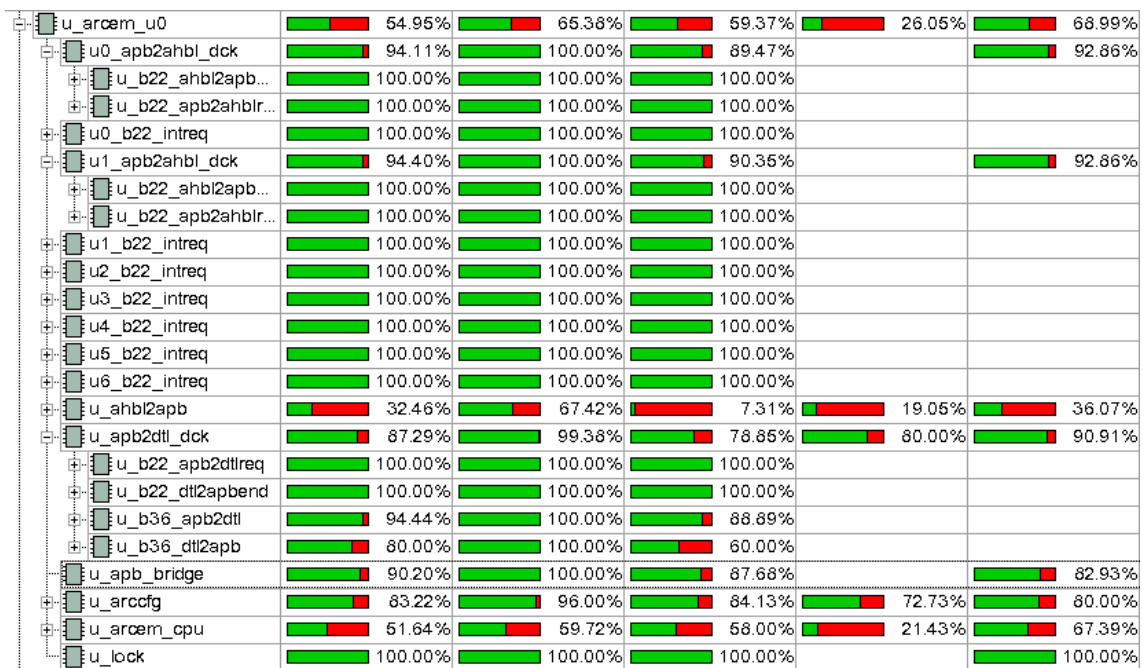 u_arcem_u0 54.95% 65.38% 59.37% 26.05% 68.99%
u0_apb2ahbl_dck 94.11% 100.00% 89.47% 92.86%
u_b22_ahbl2apb... 100.00% 100.00% 100.00%
u_b22_apb2ahblr... 100.00% 100.00% 100.00%
u0_b22_intreq 100.00% 100.00% 100.00%
u1_apb2ahbl_dck 94.40% 100.00% 90.35% 92.86%
u_b22_ahbl2apb... 100.00% 100.00% 100.00%
u_b22_apb2ahblr... 100.00% 100.00% 100.00%
u1_b22_intreq 100.00% 100.00% 100.00%
u2_b22_intreq 100.00% 100.00% 100.00%
u3_b22_intreq 100.00% 100.00% 100.00%
u4_b22_intreq 100.00% 100.00% 100.00%
u5_b22_intreq 100.00% 100.00% 100.00%
u6_b22_intreq 100.00% 100.00% 100.00%
u_ahbl2apb 32.46% 67.42% 7.31% 19.05% 36.07%
u_apb2dtl_dck 87.29% 99.38% 78.85% 80.00% 90.91%
u_b22_apb2dtlreq 100.00% 100.00% 100.00%
u_b22_dtl2apbend 100.00% 100.00% 100.00%
u_b36_apb2dtl 94.44% 100.00% 88.89%
u_b36_dtl2apb 80.00% 100.00% 60.00%
u_apb_bridge 90.20% 100.00% 87.68% 82.93%
u_arccfg 83.22% 96.00% 84.13% 72.73% 80.00%
u_arcem_cpu 51.64% 59.72% 58.00% 21.43% 67.39%
u_lock 100.00% 100.00% 100.00% 100.00%